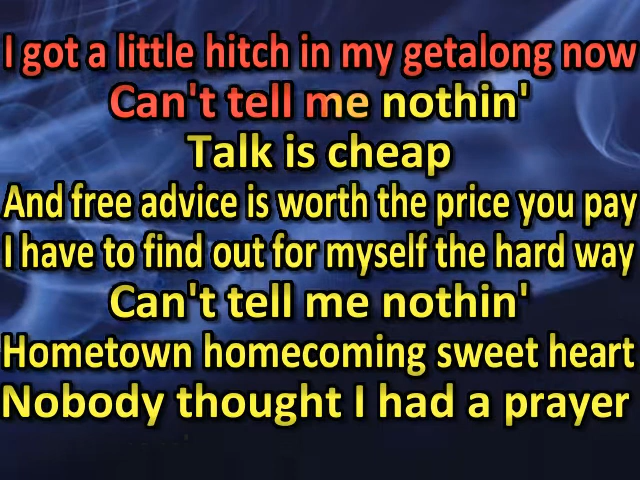 I got a little hitch in my getalong now
Can't tell me nothin'
Talk is cheap
And free advice is worth the price you pay
I have to find out for myself the hard way
Can't tell me nothin'
Hometown homecoming sweet heart
Nobody thought I had a prayer